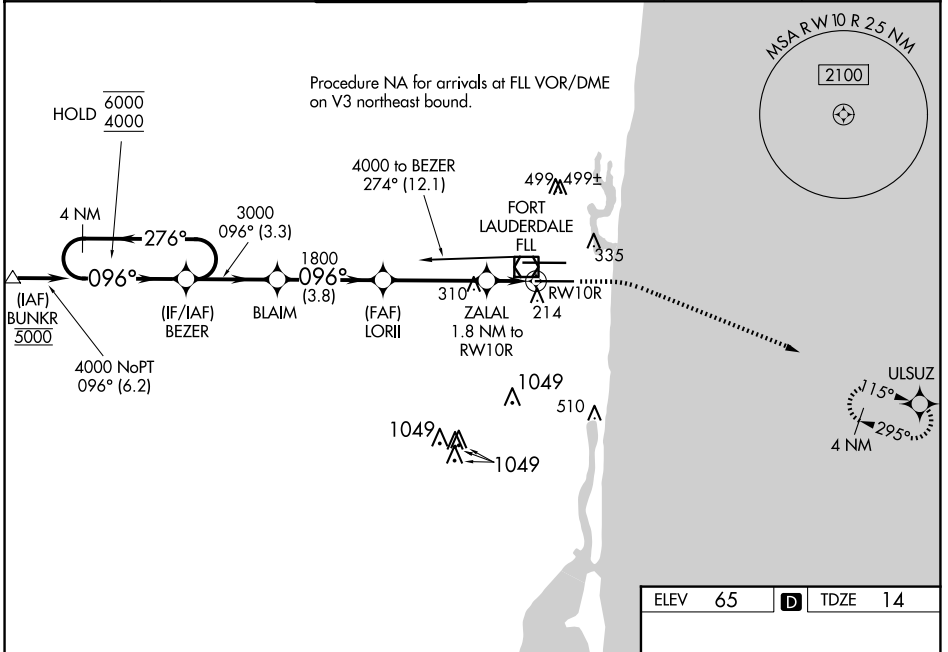 MSA RW 10 R 25 NM
2100
Procedure NA for arrivals at FLL VOR/DME
on V3 northeast bound.
HOLD
6000
4000
4000 to BEZER
274° (12.1)
499
499±
4 NM
3000
096° (3.3)
FORT
LAUDERDALE
FLL
276°
335
1800
096°
096°
(3.8)
310
RW10R
214
(IAF)
BUNKR
5000
(IF/IAF)
BEZER
BLAIM
(FAF)
LORII
ZALAL
1.8 NM to
RW10R
4000 NoPT
096° (6.2)
ULSUZ
115°
295°
4 NM
1049
510
1049
1049
ELEV 65 D TDZE 14